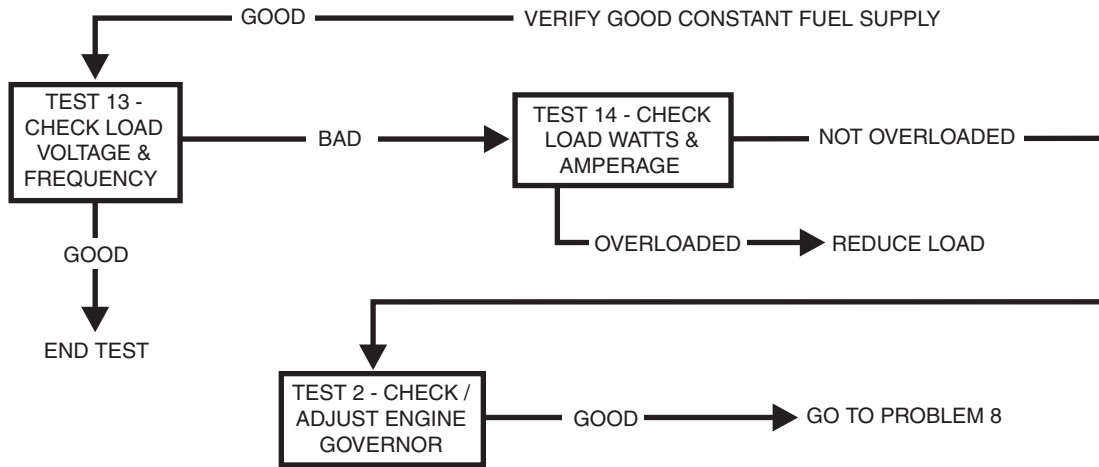 GOOD
VERIFY GOOD CONSTANT FUEL SUPPLY
TEST 13 -
CHECK LOAD
VOLTAGE &
FREQUENCY
BAD
TEST 14 - CHECK
LOAD WATTS &
AMPERAGE
NOT OVERLOADED
GOOD
OVERLOADED
REDUCE LOAD
END TEST
TEST 2 - CHECK /
ADJUST ENGINE
GOVERNOR
GOOD
GO TO PROBLEM 8